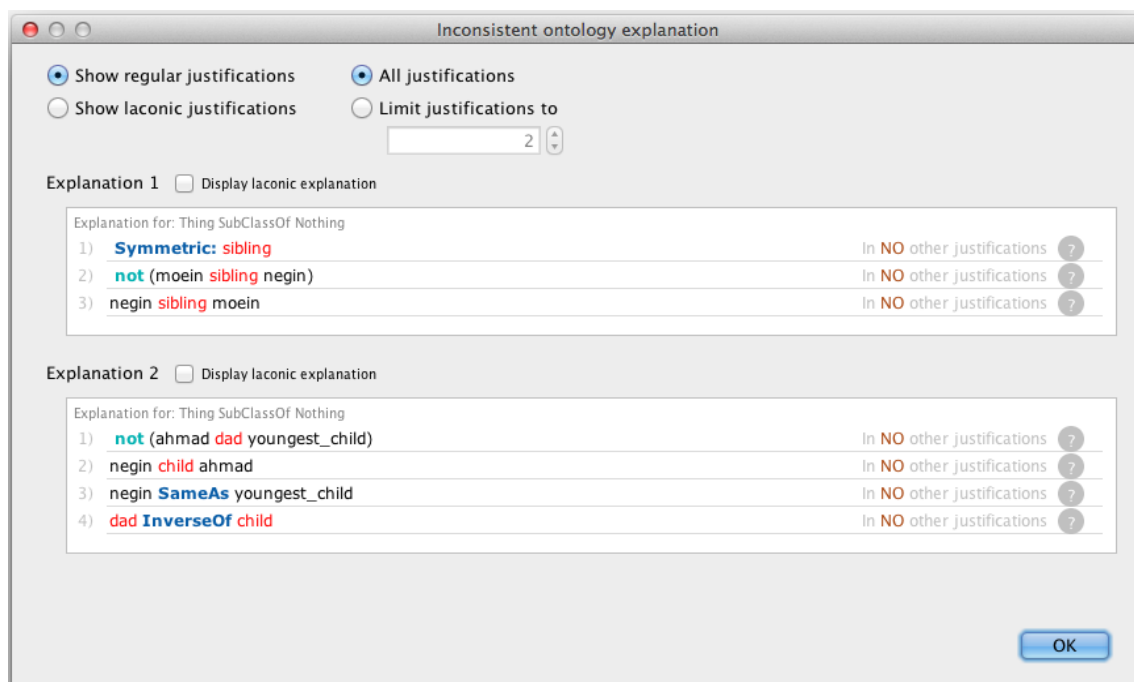 Inconsistent ontology explanation
Show regular justifications All justifications
Show laconic justifications Limit justifications to
2
Explanation 1 Display laconic explanation
Explanation for: Thing SubClassOf Nothing
1) Symmetric: sibling In NO other justifications ?
2) not (moein sibling negin) In NO other justifications ?
3) negin sibling moein In NO other justifications ?
Explanation 2 Display laconic explanation
Explanation for: Thing SubClassOf Nothing
1) not (ahmad dad youngest_child) In NO other justifications ?
2) negin child ahmad In NO other justifications ?
3) negin SameAs youngest_child In NO other justifications ?
4) dad InverseOf child In NO other justifications ?
OK